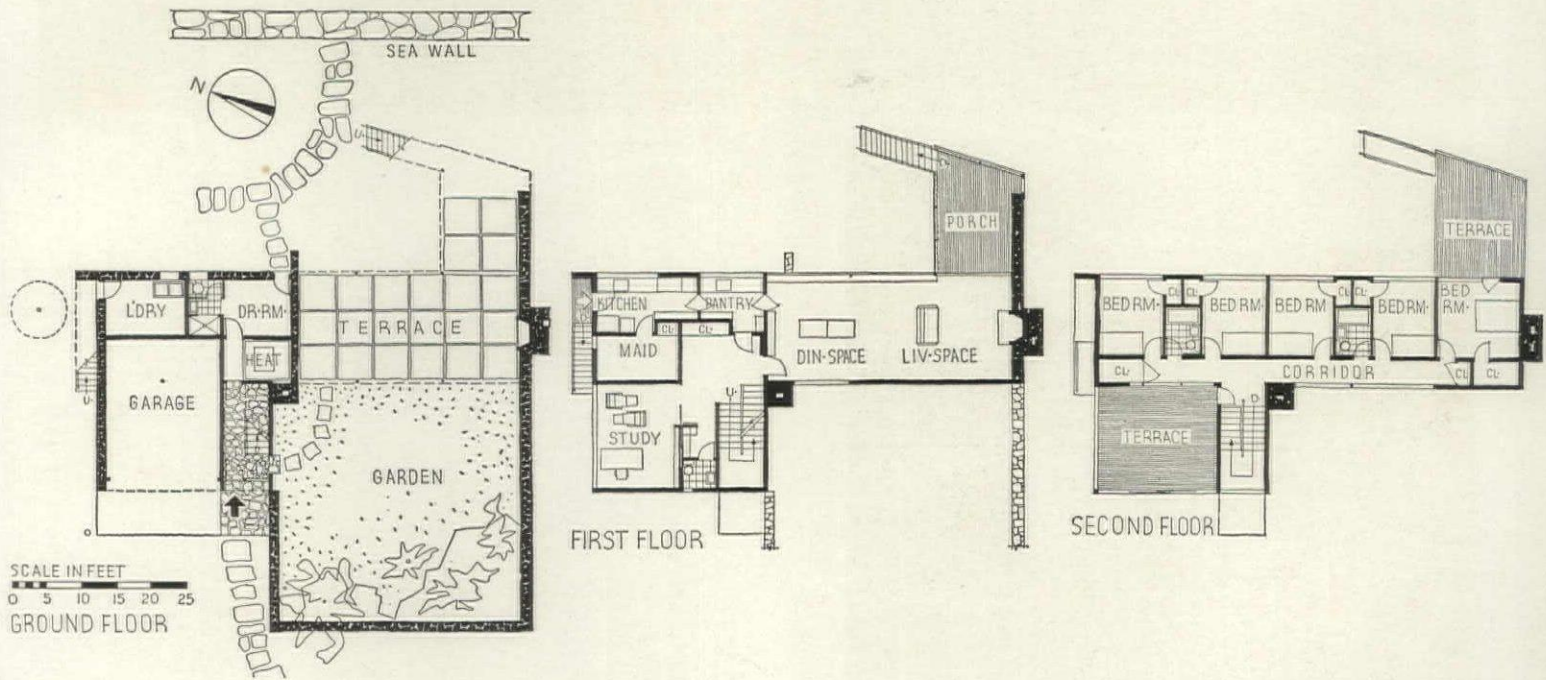 SEA WALL
N
U.
L'DRY
DR·RM·
HEAT
TERRACE
GARAGE
U.
GARDEN
SCALE IN FEET
0 5 10 15 20 25
GROUND FLOOR
D.
PORCH
KITCHEN
PANTRY
CL.
CL.
MAID
DIN·SPACE
LIV·SPACE
U.
STUDY
FIRST FLOOR
TERRACE
BED RM·
CL.
CL.
BED RM·
BED RM
CL.
CL.
BED RM·
BED
RM·
CL.
CORRIDOR
CL.
CL.
D.
TERRACE
SECOND FLOOR